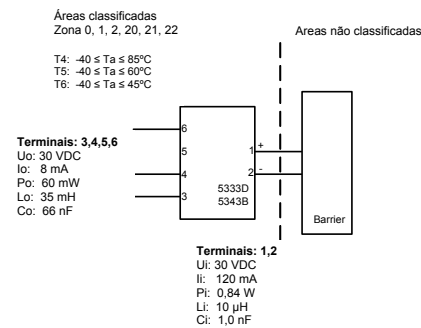 Áreas classificadas
Zona 0, 1, 2, 20, 21, 22
Áreas não classificadas
T4: -40 ≤ Ta ≤ 85ºC
T5: -40 ≤ Ta ≤ 60ºC
T6: -40 ≤ Ta ≤ 45ºC
Terminais: 3,4,5,6
Uo: 30 VDC
Io: 8 mA
Po: 60 mW
Lo: 35 mH
Co: 66 nF
6
5
4
3
1
+
2
-
5333D
5343B
Barrier
Terminais: 1,2
Ui: 30 VDC
Ii: 120 mA
Pi: 0,84 W
Li: 10 µH
Ci: 1,0 nF